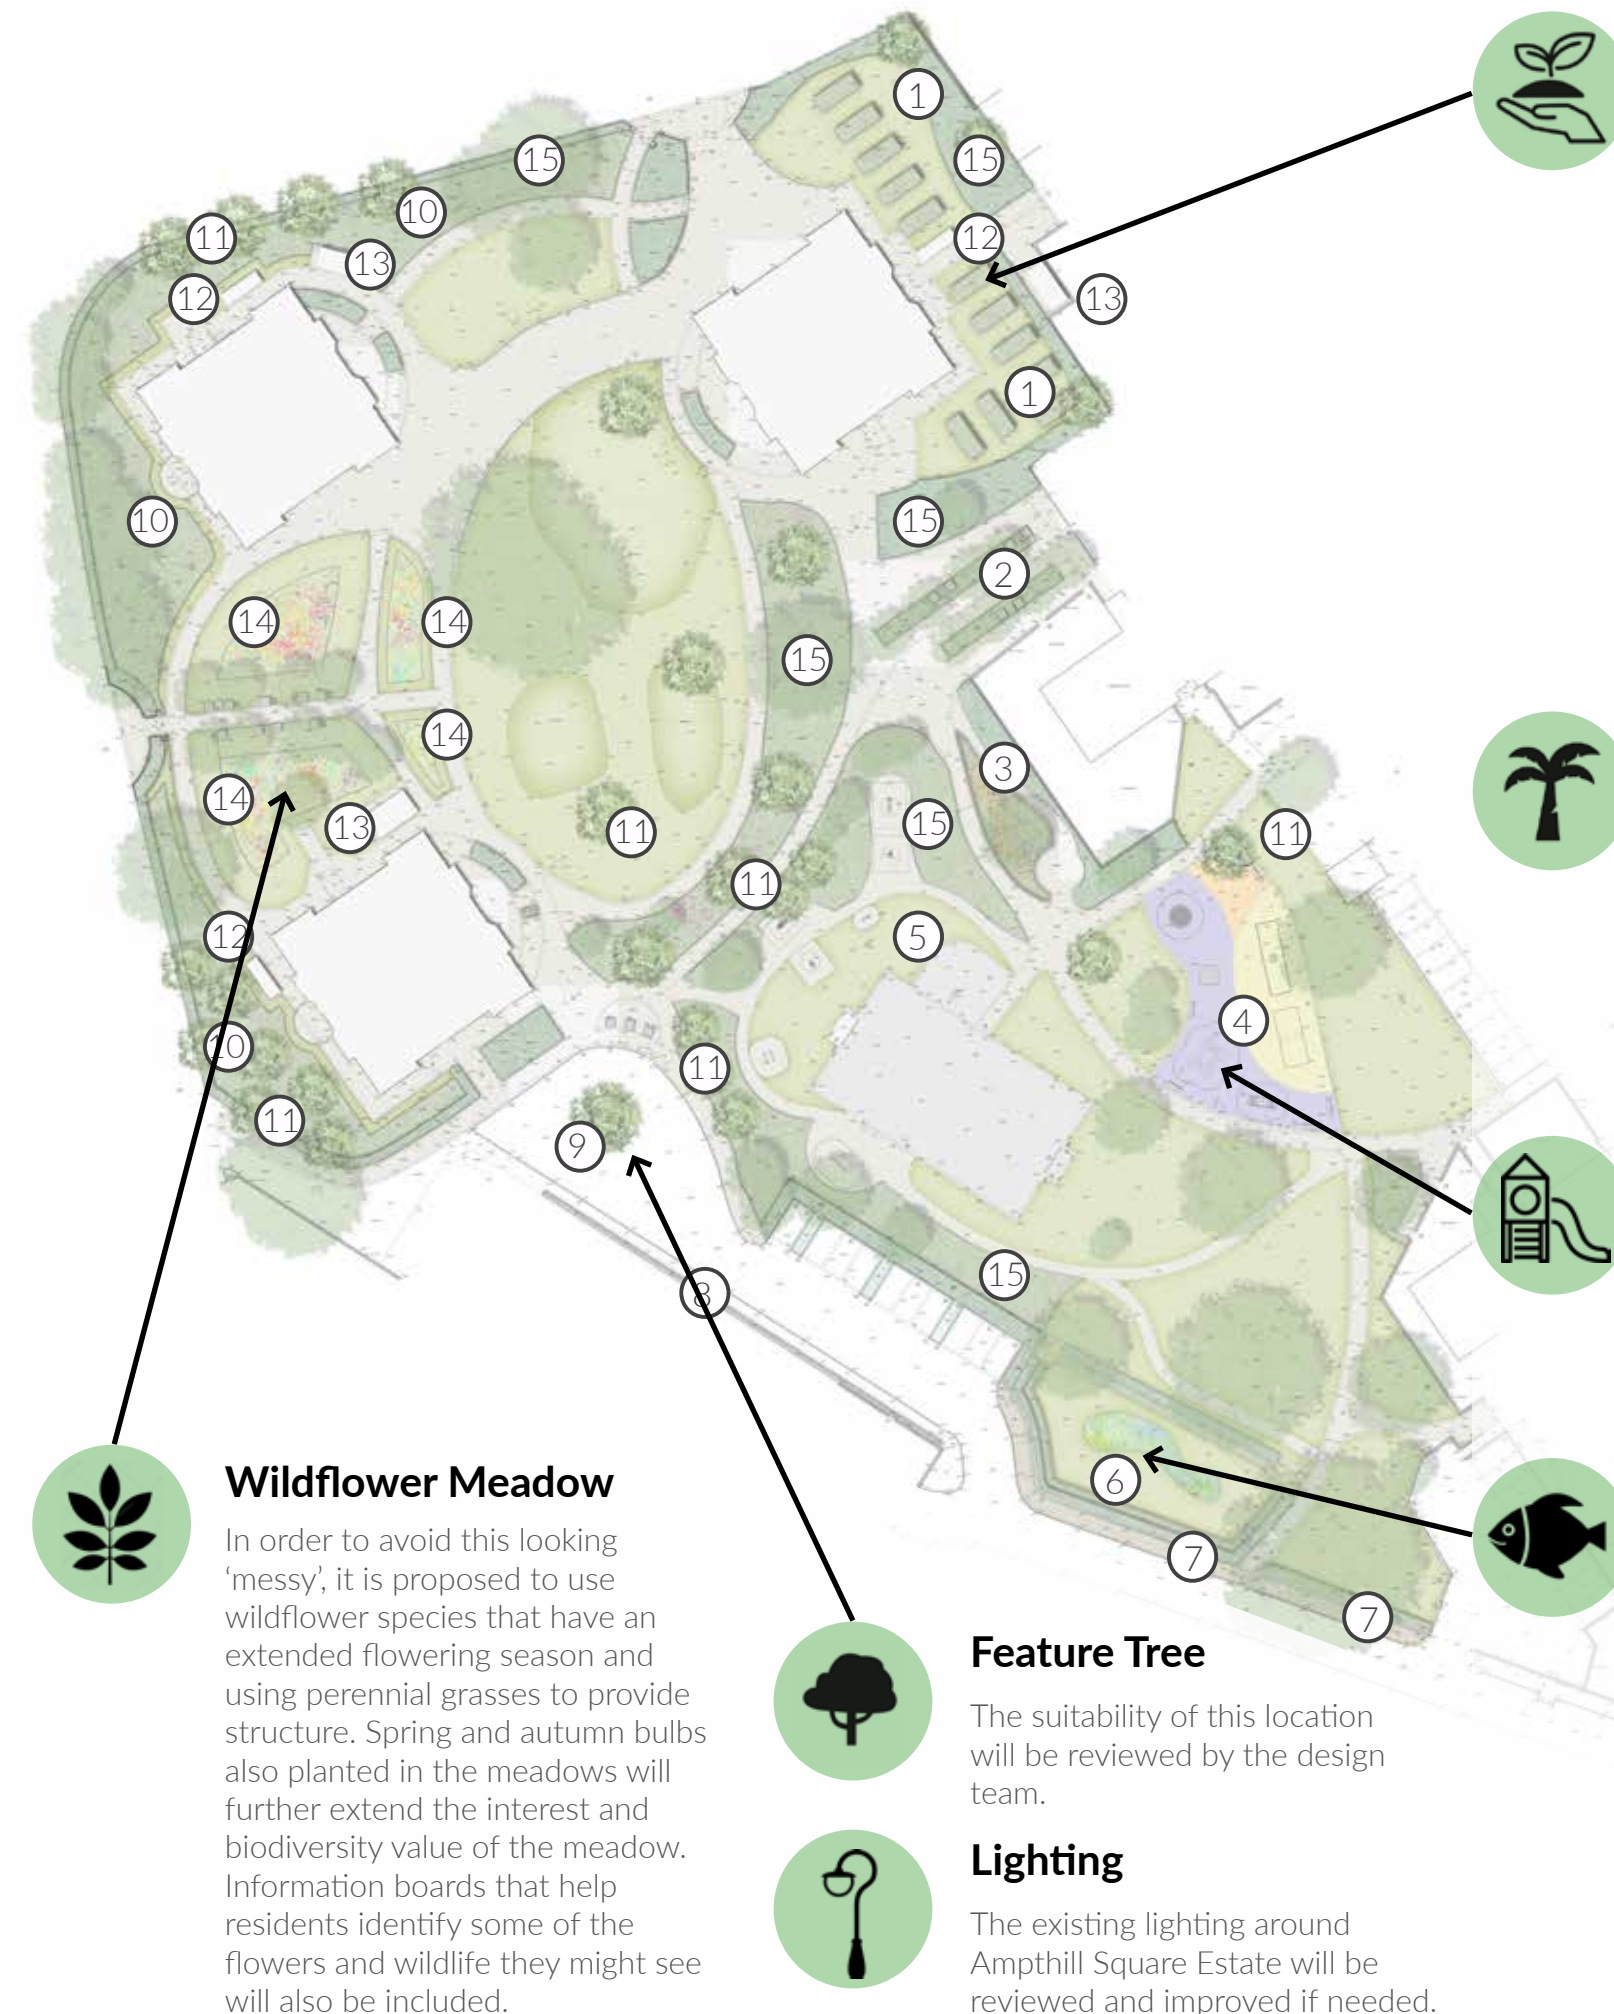 1
15
15
10
11
12
13
12
13
1
10
15
2
14
14
15
14
3
14
13
11
15
11
11
12
5
4
10
11
11
9
15
8
6
7
7
Wildflower Meadow
In order to avoid this looking
‘messy’, it is proposed to use
wildflower species that have an
extended flowering season and
using perennial grasses to provide
structure. Spring and autumn bulbs
also planted in the meadows will
further extend the interest and
biodiversity value of the meadow.
Information boards that help
residents identify some of the
flowers and wildlife they might see
will also be included.
Feature Tree
The suitability of this location
will be reviewed by the design
team.
Lighting
The existing lighting around
Ampthill Square Estate will be
reviewed and improved if needed.